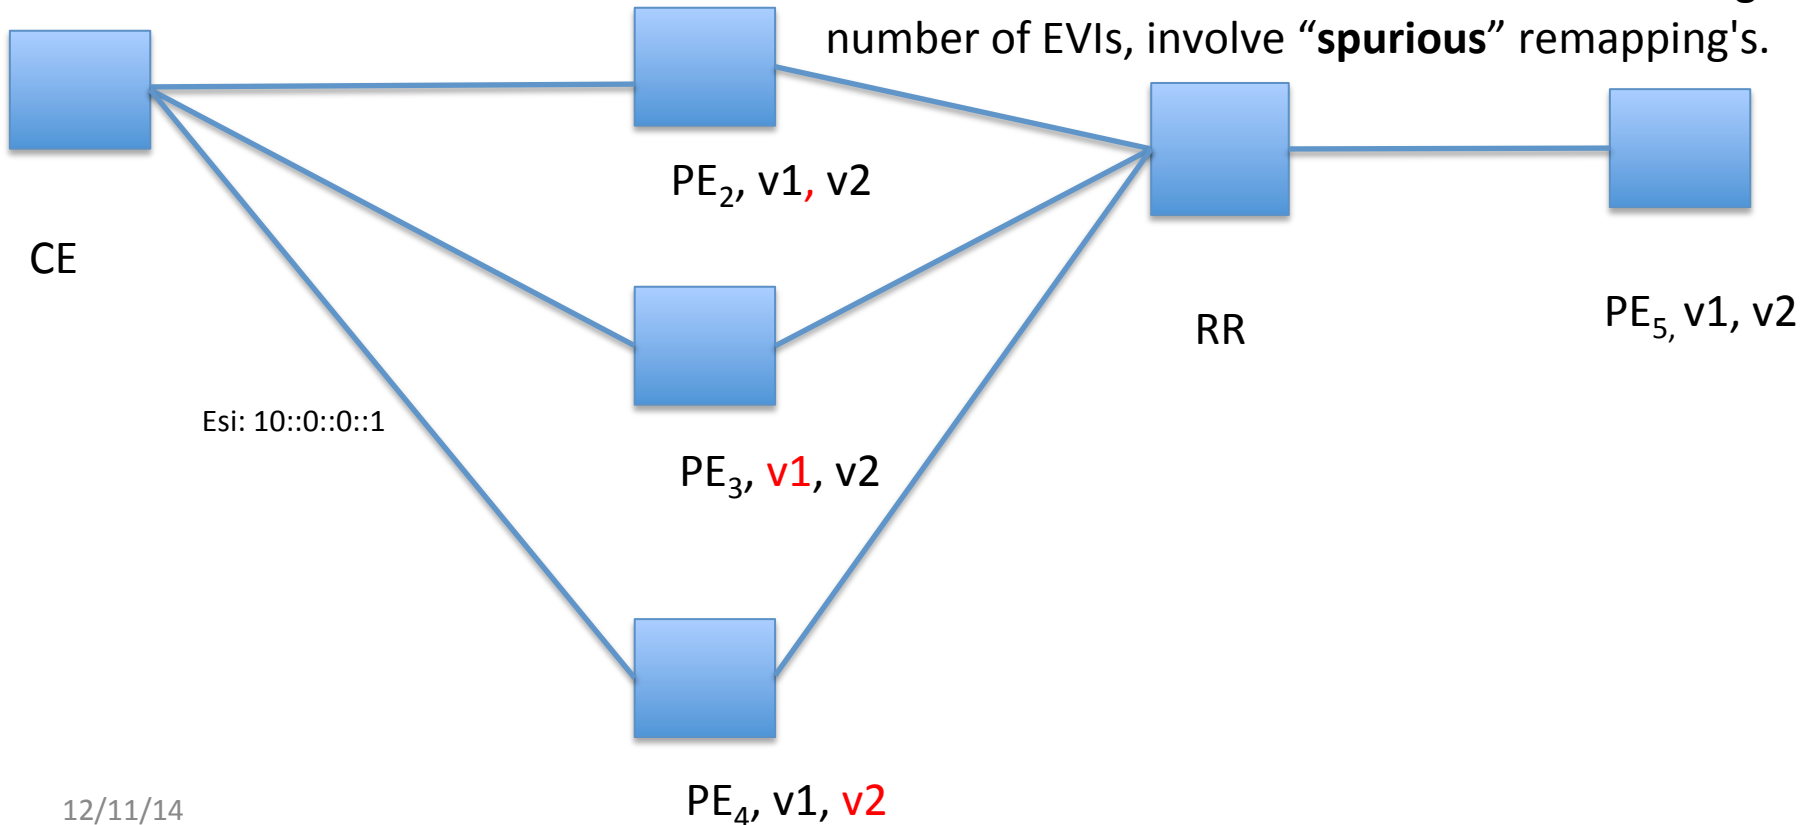 number of EVIs, involve “spurious” remapping's.
PE2, v1, v2
CE
PE5, v1, v2
RR
Esi: 10::0::0::1
PE3, v1, v2
PE4, v1, v2
12/11/14